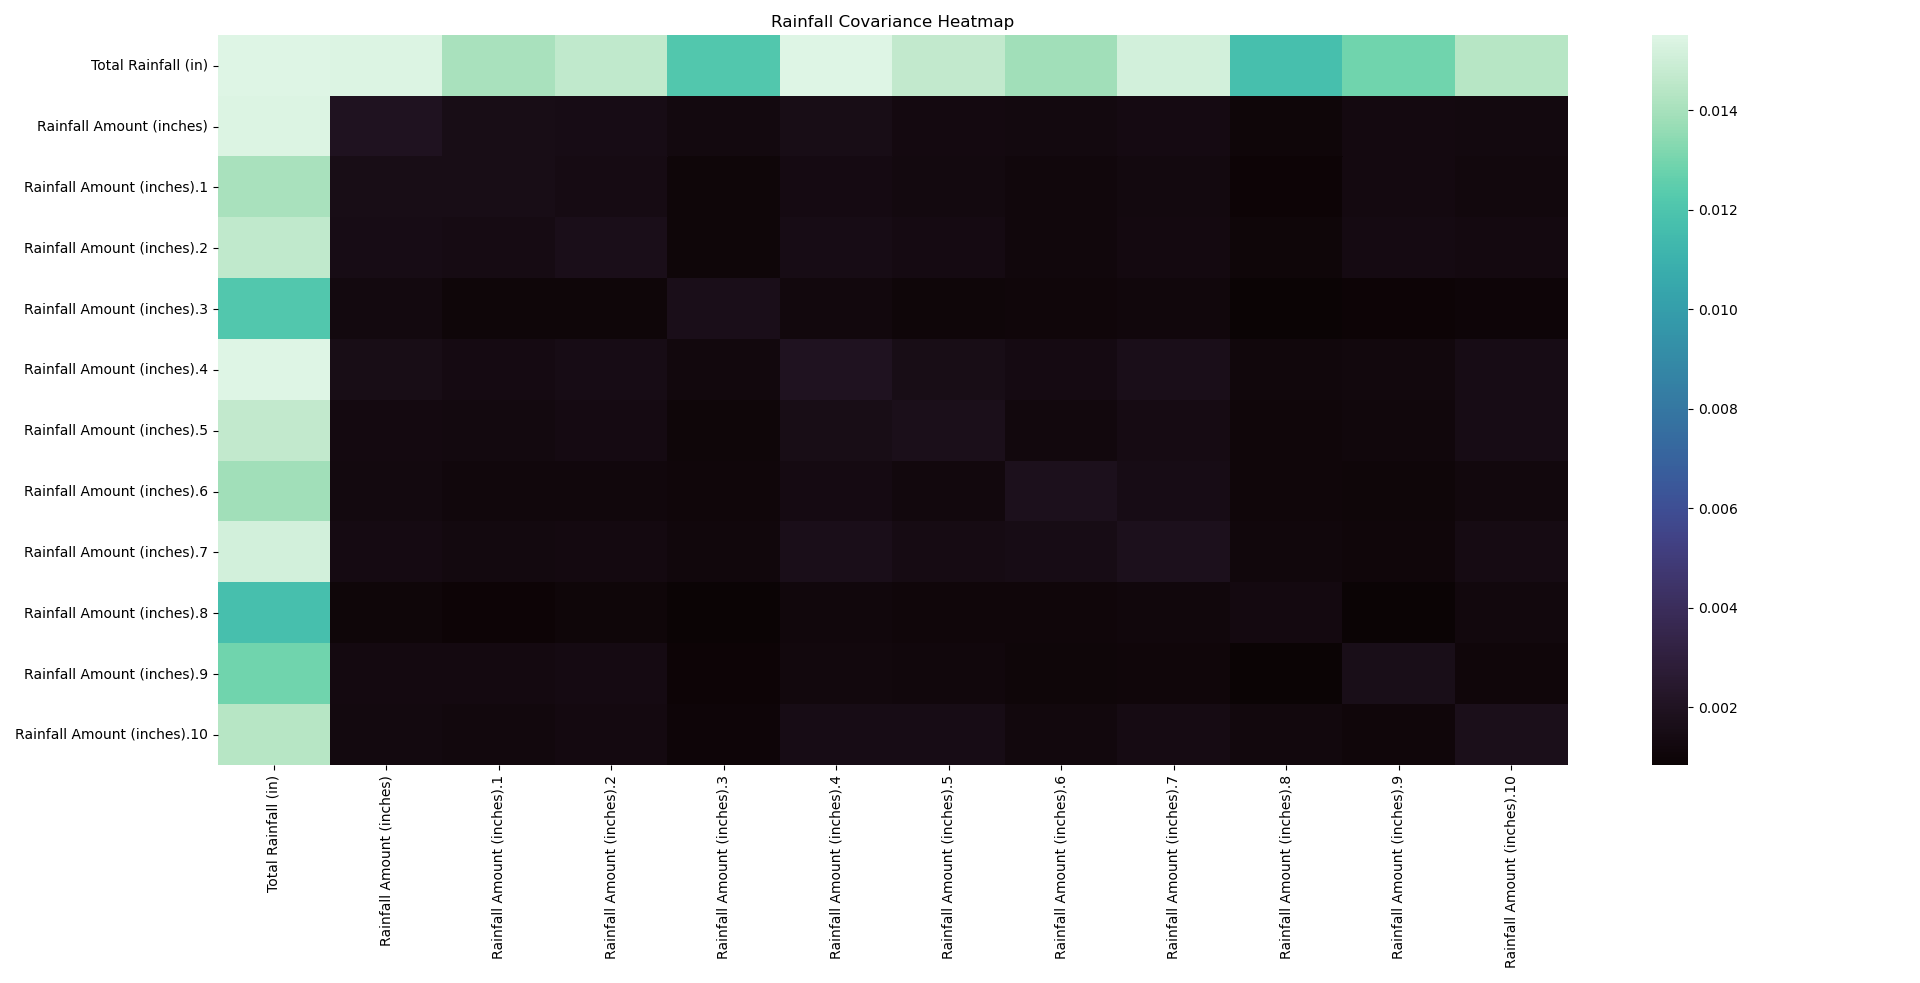 Rainfall Covariance Heatmap
Total Rainfall (in)
Rainfall Amount (inches)
Rainfall Amount (inches).1
Rainfall Amount (inches).2
Rainfall Amount (inches).3
Rainfall Amount (inches).4
Rainfall Amount (inches).5
Rainfall Amount (inches).6
Rainfall Amount (inches).7
Rainfall Amount (inches).8
Rainfall Amount (inches).9
Rainfall Amount (inches).10
Total Rainfall (in)
Rainfall Amount (inches)
Rainfall Amount (inches).1
Rainfall Amount (inches).2
Rainfall Amount (inches).3
Rainfall Amount (inches).4
Rainfall Amount (inches).5
Rainfall Amount (inches).6
Rainfall Amount (inches).7
Rainfall Amount (inches).8
Rainfall Amount (inches).9
Rainfall Amount (inches).10
0.014
0.012
0.010
0.008
0.006
0.004
0.002